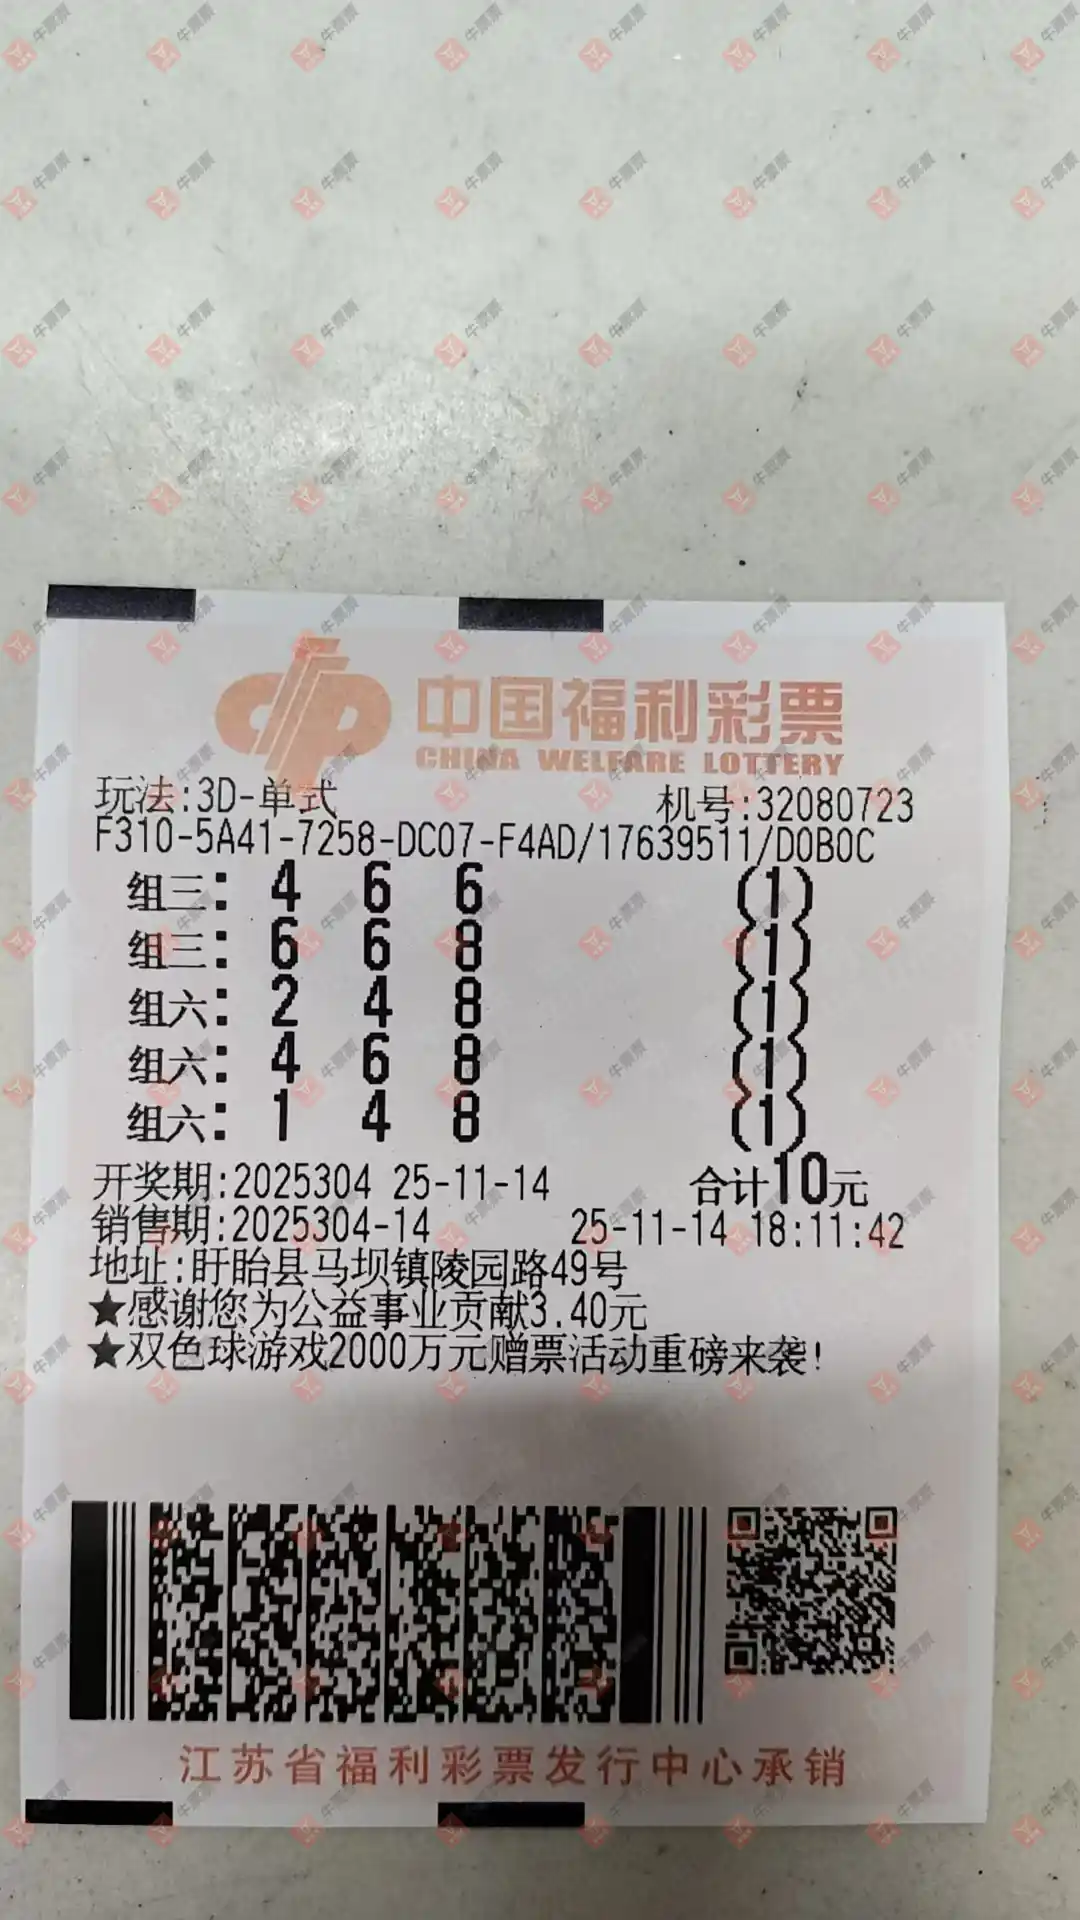 中国福利彩票
CHINA WELFARE LOTTERY
玩法:3D-单式 机号:32080723
F310-5A41-7258-DC07-F4AD/17639511/D0B0C
组三: 4 6 6 (1)
组三: 6 6 8 (1)
组六: 2 4 8 (1)
组六: 4 6 8 (1)
组六: 1 4 8 (1)
开奖期:2025304 25-11-14 合计10元
销售期:2025304-14 25-11-14 18:11:42
地址:盱眙县马坝镇陵园路49号
★感谢您为公益事业贡献3.40元
★双色球游戏2000万元赠票活动重磅来袭!
江苏省福利彩票发行中心承销
牛票票